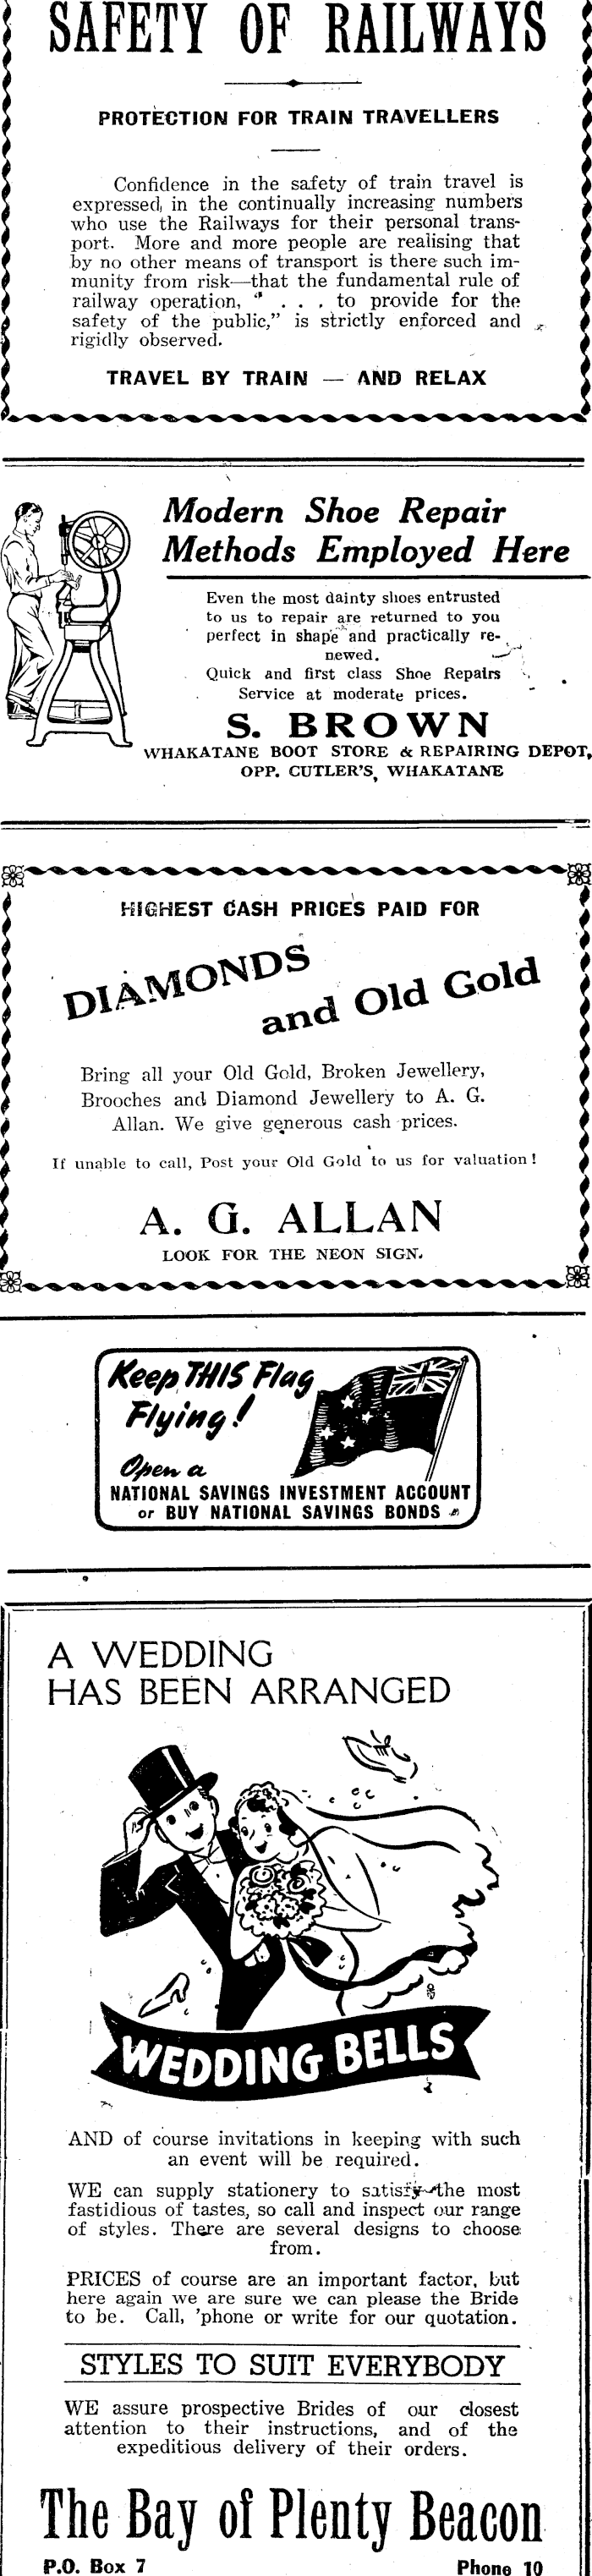 SAFETY OF RAILWAYS
PROTECTION FOR TRAIN TRAVELLERS
Confidence in the safety of train travel is
expressed in the continually increasing numbers
who use the Railways for their personal trans-
port. More and more people are realising that
by no other means of transport is there such im-
munity from risk—that the fundamental rule of
railway operation, " . . . to provide for the
safety of the public," is strictly enforced and
rigidly observed.
TRAVEL BY TRAIN — AND RELAX
Modern Shoe Repair
Methods Employed Here
Even the most dainty shoes entrusted
to us to repair are returned to you
perfect in shape and practically re-
newed.
Quick and first class Shoe Repairs
Service at moderate prices.
S. BROWN
WHAKATANE BOOT STORE & REPAIRING DEPOT,
OPP. CUTLER'S, WHAKATANE
HIGHEST CASH PRICES PAID FOR
DIAMONDS
and Old Gold
Bring all your Old Gold, Broken Jewellery,
Brooches and Diamond Jewellery to A. G.
Allan. We give generous cash prices.
If unable to call, Post your Old Gold to us for valuation!
A. G. ALLAN
LOOK FOR THE NEON SIGN.
Keep THIS Flag
Flying!
Open a
NATIONAL SAVINGS INVESTMENT ACCOUNT
or BUY NATIONAL SAVINGS BONDS
A WEDDING
HAS BEEN ARRANGED
WEDDING BELLS
AND of course invitations in keeping with such
an event will be required.
WE can supply stationery to satisfy the most
fastidious of tastes, so call and inspect our range
of styles. There are several designs to choose
from.
PRICES of course are an important factor, but
here again we are sure we can please the Bride
to be. Call, 'phone or write for our quotation.
STYLES TO SUIT EVERYBODY
WE assure prospective Brides of our closest
attention to their instructions, and of the
expeditious delivery of their orders.
The Bay of Plenty Beacon
P.O. Box 7 Phone 10